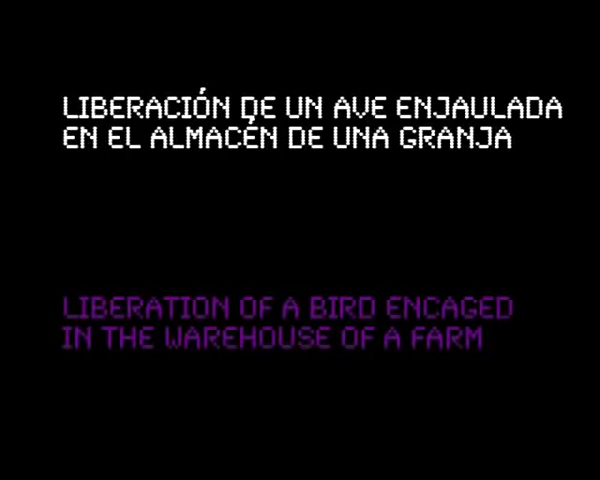 LIBERACIÓN DE UN AVE ENJAULADA
EN EL ALMACÉN DE UNA GRANJA
LIBERATION OF A BIRD ENCAGED
IN THE WAREHOUSE OF A FARM